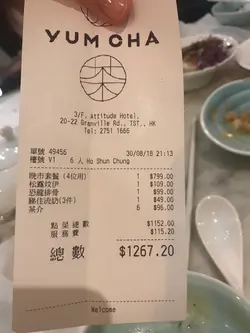 YUM CHA
3/F, Attitude Hotel,
20-22 Granville Rd., TST., HK
Tel: 2751 1666
單號 49456 30/08/18 21:13
檯號 V1 6 人 Ho Shun Chung
晚市套餐 (4位用) 1 $799.00
松露炆伊 1 $109.00
恐龍排骨 1 $99.00
睇住流奶(3件) 1 $49.00
茶介 6 $96.00
點菜總數 $1152.00
服務費 $115.20
總數 $1267.20
Welcome